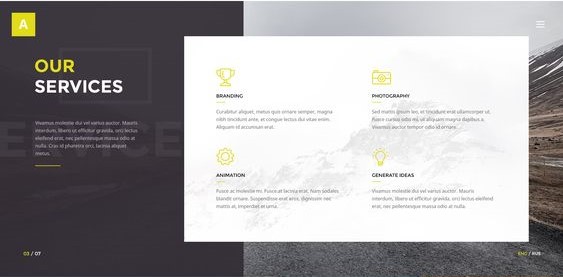 A
OUR
SERVICES
Vivamus molestie dui vel varius auctor. Mauris
interdum, libero ut efficitur gravida, orci lectus
eleifend erat, nec pellentesque massa odio at
nulla. Cras id pharetra orci, lacinia aliquet
metus.
03 / 07
BRANDING
Curabitur aliquet, metus quis ornare semper, magna
nibh tincidunt ante, et congue lectus dui vitae enim.
Aliquam id accumsan erat.
PHOTOGRAPHY
Sed mattis ipsum leo, et tincidunt erat ullamcorper ut.
Fusce cursus odio mi, ut aliquam magna dapibus a.
Vivamus auctor tempor odio id ornare.
ANIMATION
Fusce ac molestie mi. Fusce at lacinia erat. Nam sodales
blandit ornare. Suspendisse erat eros, dignissim nec
mattis at, imperdiet et urna.
GENERATE IDEAS
Vivamus molestie dui vel varius auctor. Mauris
interdum, libero ut efficitur gravida, orci lectus
eleifend erat, nec pellentesque massa odio at nulla.
ENG / RUS